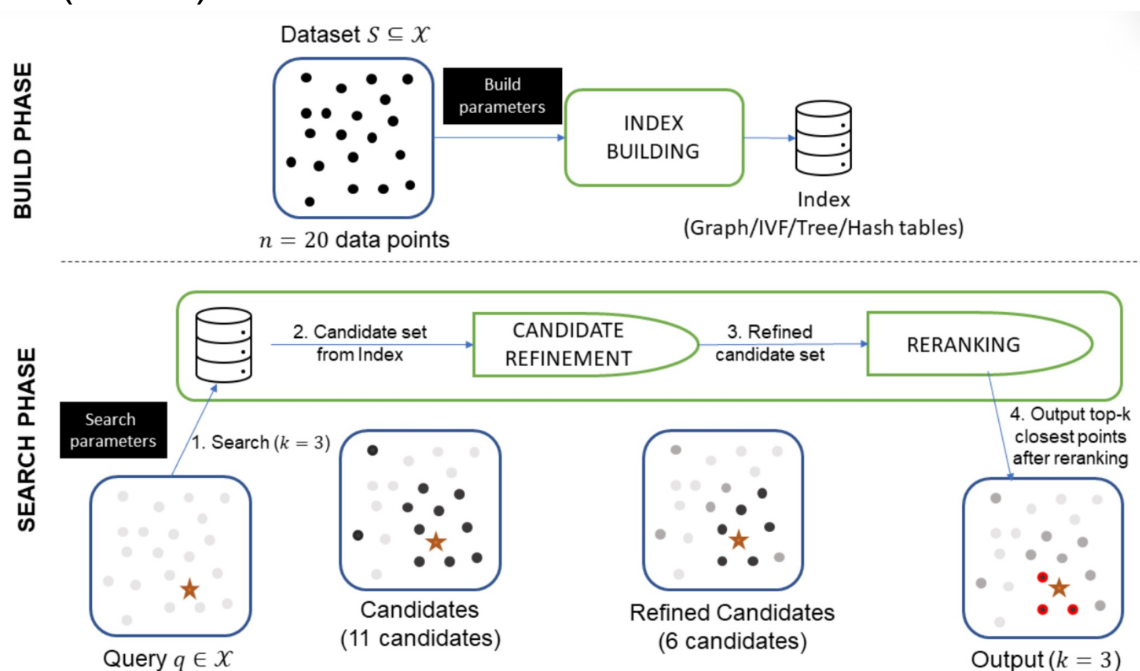 Dataset S ⊆ 𝒳
BUILD PHASE
Build
parameters
INDEX
BUILDING
Index
(Graph/IVF/Tree/Hash tables)
n = 20 data points
SEARCH PHASE
2. Candidate set
from Index
CANDIDATE
REFINEMENT
3. Refined
candidate set
RERANKING
Search
parameters
1. Search (k = 3)
4. Output top-k
closest points
after reranking
Query q ∈ 𝒳
Candidates
(11 candidates)
Refined Candidates
(6 candidates)
Output (k = 3)